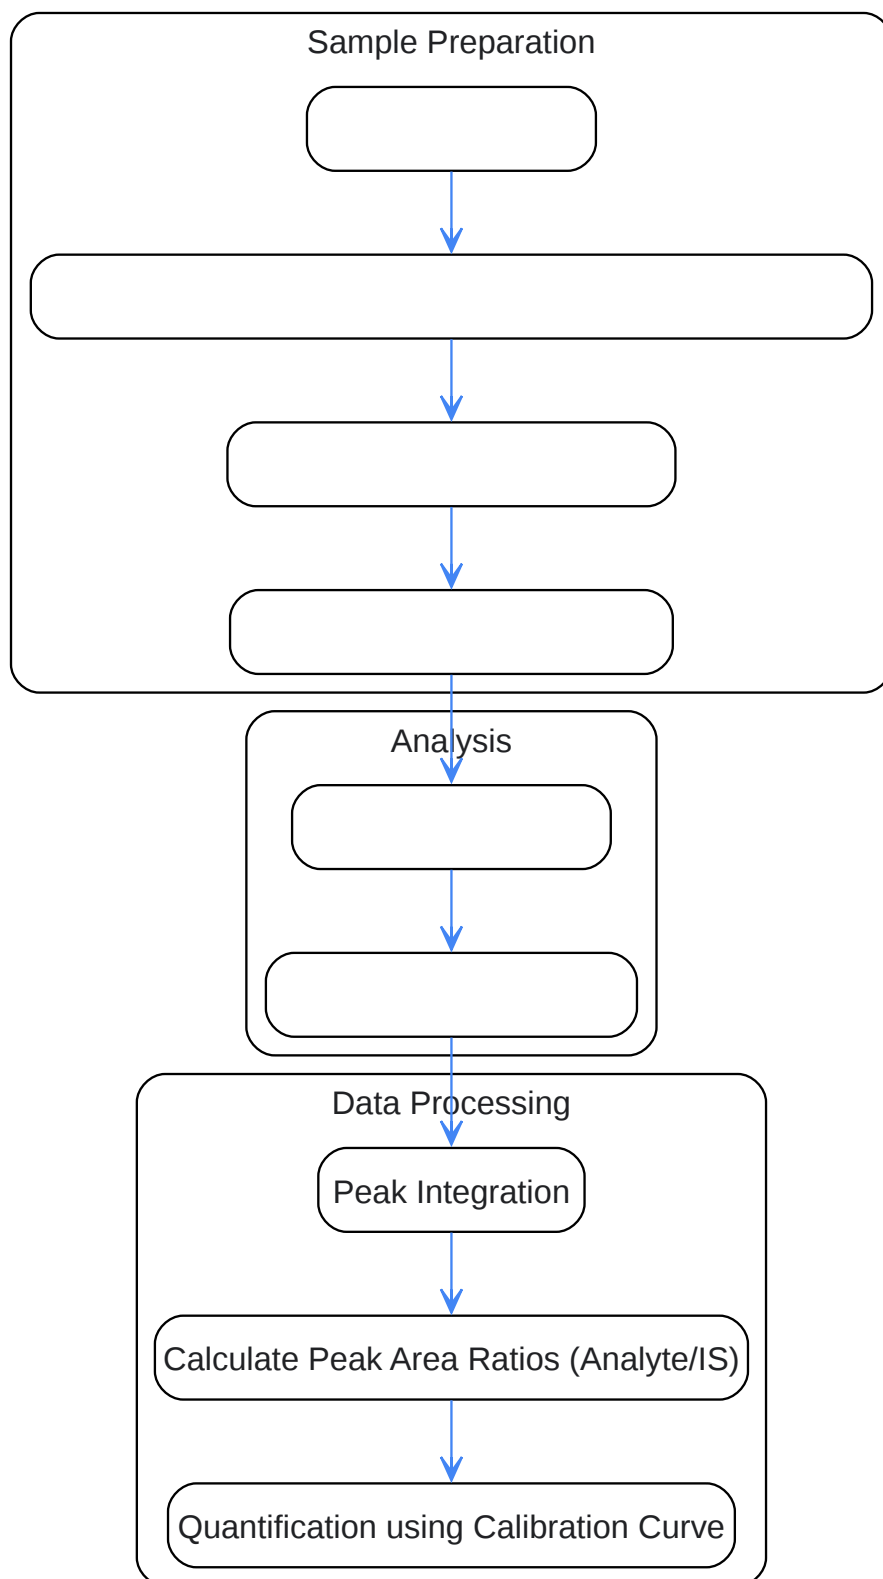 Sample Preparation
Analysis
Data Processing
Peak Integration
Calculate Peak Area Ratios (Analyte/IS)
Quantification using Calibration Curve